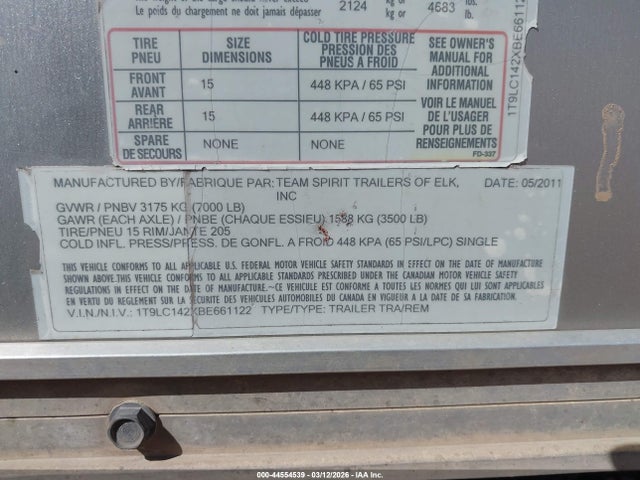 Le poids du chargement ne doit jamais dépasser 2124 kg or 4683 lbs. or
TIRE PNEU
SIZE DIMENSIONS
COLD TIRE PRESSURE PRESSION DES PNEUS A FROID
SEE OWNER'S MANUAL FOR ADDITIONAL INFORMATION
VOIR LE MANUEL DE L'USAGER POUR PLUS DE RENSEIGNEMENTS
FD-337
FRONT AVANT
15
448 KPA / 65 PSI
REAR ARRIÈRE
15
448 KPA / 65 PSI
SPARE DE SECOURS
NONE
NONE
1T9LC142XBE661122
MANUFACTURED BY/FABRIQUE PAR: TEAM SPIRIT TRAILERS OF ELK, INC
DATE: 05/2011
GVWR / PNBV 3175 KG (7000 LB)
GAWR (EACH AXLE) / PNBE (CHAQUE ESSIEU) 1588 KG (3500 LB)
TIRE/PNEU 15 RIM/JANTE 205
COLD INFL. PRESS/PRESS. DE GONFL. A FROID 448 KPA (65 PSI/LPC) SINGLE
THIS VEHICLE CONFORMS TO ALL APPLICABLE U.S. FEDERAL MOTOR VEHICLE SAFETY STANDARDS IN EFFECT ON DATE OF MANUFACTURE. THIS
VEHICLE CONFORMS TO ALL APPLICABLE STANDARDS PRESCRIBED UNDER THE CANADIAN MOTOR VEHICLE SAFETY
REGULATIONS IN EFFECT ON DATE OF MANUFACTURE. -CE VEHICULE EST CONFORME A TOUTES LES NORMES QUI LUI SONT APPLICABLES
EN VERTU DU REGLEMENT SUR LA SECURITE DES VEHICULES AUTOMOBILES DU CANADA EN VIGUEUR A LA DATE DE SA FABRICATION.
V.I.N./N.I.V.: 1T9LC142XBE661122 TYPE/TYPE: TRAILER TRA/REM
000-44554539 - 03/12/2026 - IAA Inc.